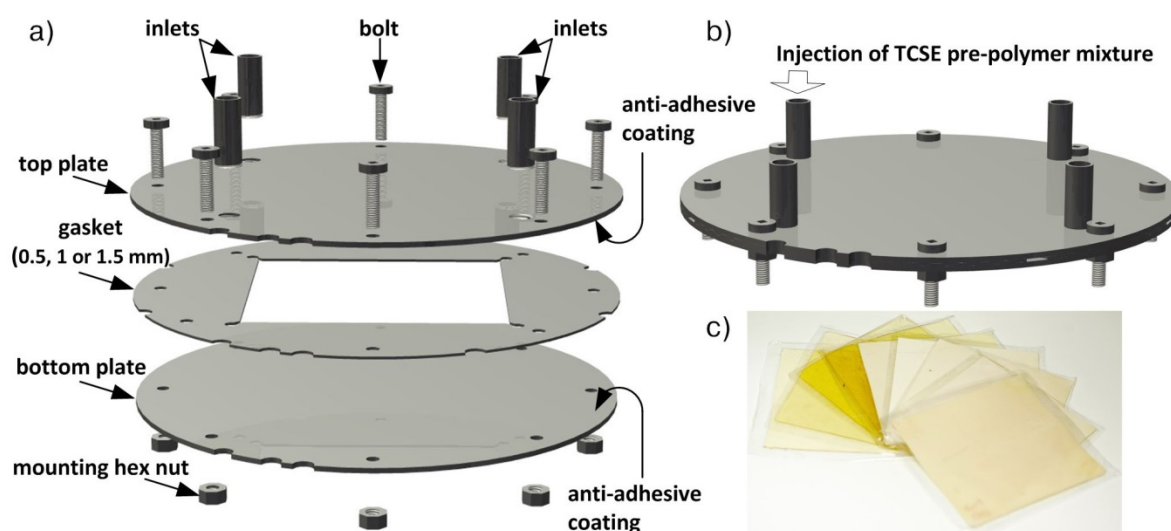 a)
inlets
bolt
inlets
anti-adhesive
coating
top plate
gasket
(0.5, 1 or 1.5 mm)
bottom plate
mounting hex nut
anti-adhesive
coating
b)
Injection of TCSE pre-polymer mixture
c)